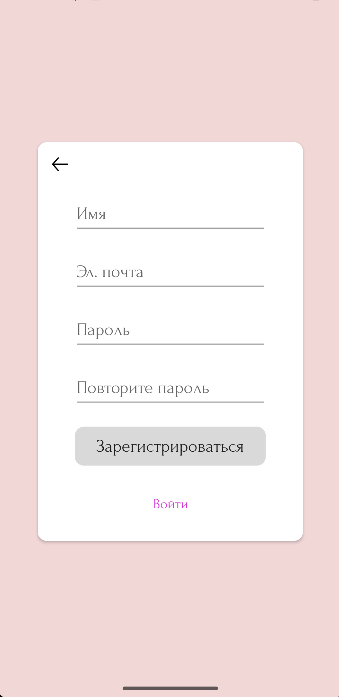 Имя
Эл. почта
Пароль
Повторите пароль
Зарегистрироваться
Войти